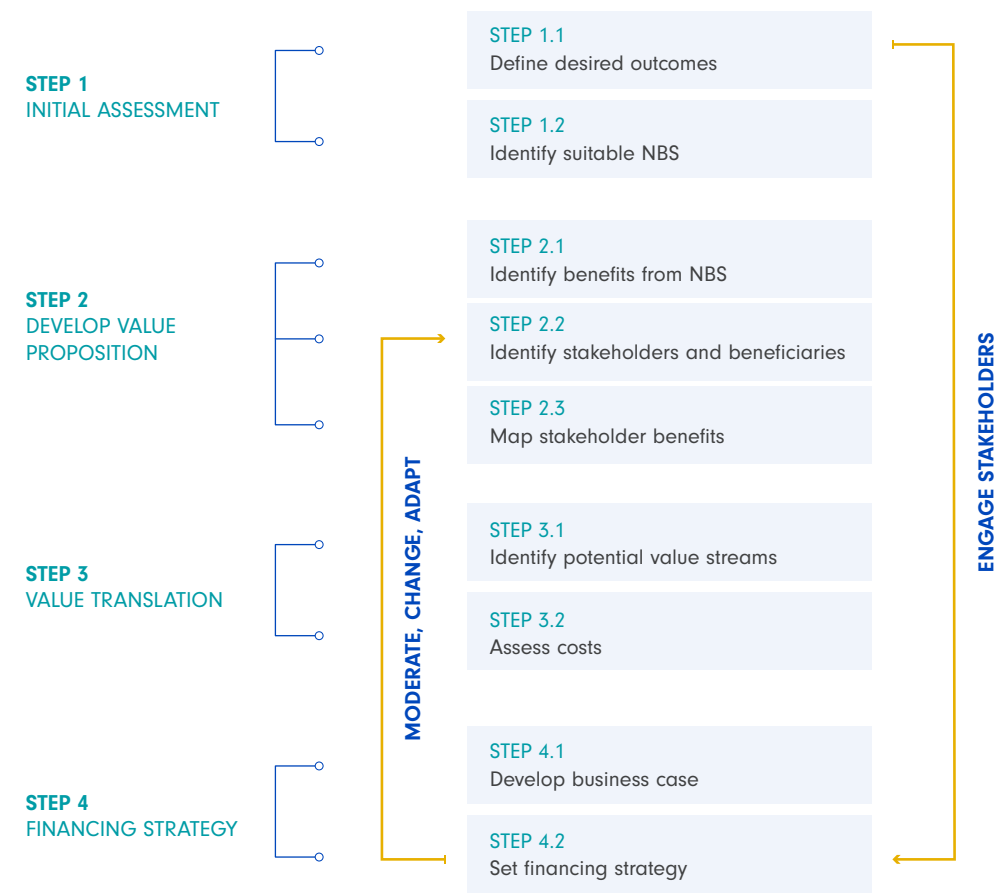 STEP 1
INITIAL ASSESSMENT
STEP 1.1
Define desired outcomes
STEP 1.2
Identify suitable NBS
STEP 2
DEVELOP VALUE
PROPOSITION
STEP 2.1
Identify benefits from NBS
STEP 2.2
Identify stakeholders and beneficiaries
STEP 2.3
Map stakeholder benefits
STEP 3
VALUE TRANSLATION
STEP 3.1
Identify potential value streams
STEP 3.2
Assess costs
STEP 4
FINANCING STRATEGY
STEP 4.1
Develop business case
STEP 4.2
Set financing strategy
MODERATE, CHANGE, ADAPT
ENGAGE STAKEHOLDERS